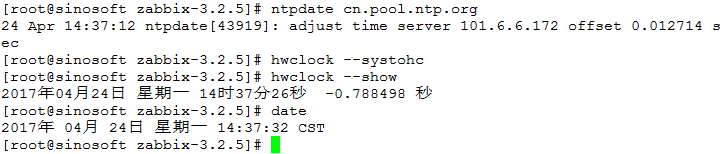 [root@sinosoft zabbix-3.2.5]# ntpdate cn.pool.ntp.org
24 Apr 14:37:12 ntpdate[43919]: adjust time server 101.6.6.172 offset 0.012714 s
ec
[root@sinosoft zabbix-3.2.5]# hwclock --systohc
[root@sinosoft zabbix-3.2.5]# hwclock --show
2017年04月24日 星期一 14时37分26秒  -0.788498 秒
[root@sinosoft zabbix-3.2.5]# date
2017年 04月 24日 星期一 14:37:32 CST
[root@sinosoft zabbix-3.2.5]#